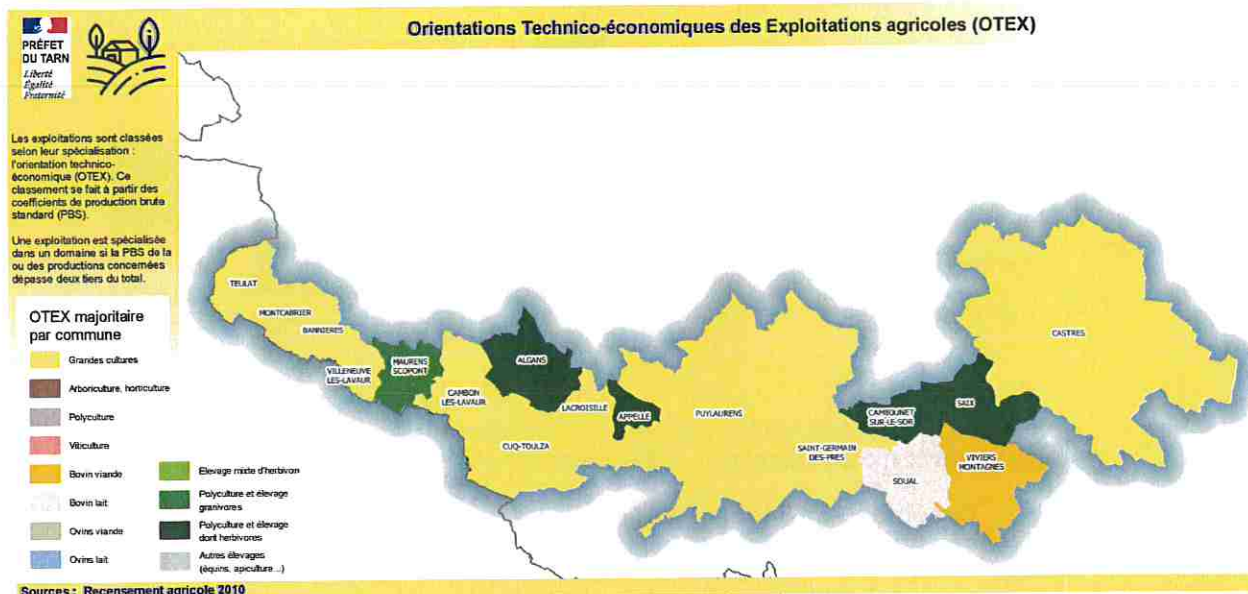 Orientations Technico-économiques des Exploitations agricoles (OTEX)
PRÉFET
DU TARN
Liberté
Égalité
Fraternité
Les exploitations sont classées
selon leur spécialisation :
l'orientation technico-
économique (OTEX). Ce
classement se fait à partir des
coefficients de production brute
standard (PBS).
Une exploitation est spécialisée
dans un domaine si la PBS de la
ou des productions concernées
dépasse deux tiers du total.
OTEX majoritaire
par commune
Grandes cultures
Arboriculture, horticulture
Polyculture
Viticulture
Bovin viande
Bovin lait
Ovins viande
Ovins lait
Elevage mixte d'herbivor
Polyculture et élevage
granivores
Polyculture et élevage
dont herbivores
Autres élevages
(équins, apiculture...)
TEULAT
MONTCABRIER
BANNIERES
VILLENEUVE
LES-LAVAUR
MAURENS
SCOPONT
CAMBON
LES-LAVAUR
ALGANS
LACROISILLE
APPELLE
CUQ-TOULZA
PUYLAURENS
SAINT-GERMAIN
DES-PRES
CAMBOUNET
SUR-LE-SOR
SAIX
SOUAL
VIVIERS
MONTAGNES
CASTRES
Sources : Recensement agricole 2010